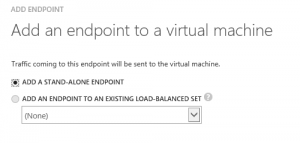 ADD ENDPOINT
Add an endpoint to a virtual machine
Traffic coming to this endpoint will be sent to the virtual machine.
ADD A STAND-ALONE ENDPOINT
ADD AN ENDPOINT TO AN EXISTING LOAD-BALANCED SET ?
(None)